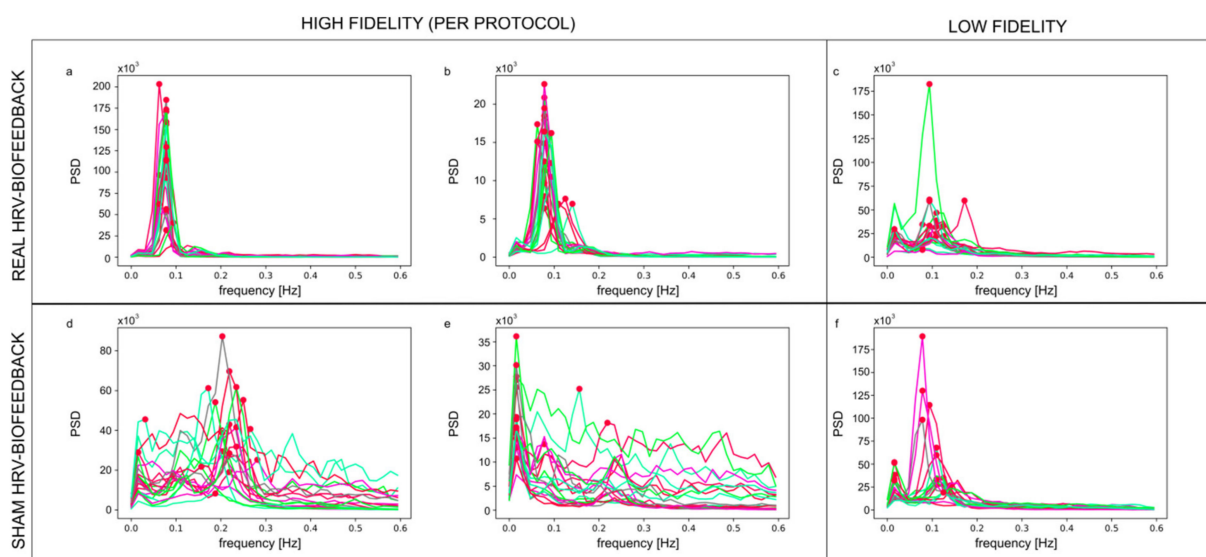 HIGH FIDELITY (PER PROTOCOL)
LOW FIDELITY
REAL HRV-BIOFEEDBACK
a
x10³
200
175
150
125
100
75
50
25
0
PSD
0.0 0.1 0.2 0.3 0.4 0.5 0.6
frequency [Hz]
b
x10³
20
15
10
5
0
PSD
0.0 0.1 0.2 0.3 0.4 0.5 0.6
frequency [Hz]
c
x10³
175
150
125
100
75
50
25
0
PSD
0.0 0.1 0.2 0.3 0.4 0.5 0.6
frequency [Hz]
SHAM HRV-BIOFEEDBACK
d
x10³
80
60
40
20
0
PSD
0.0 0.1 0.2 0.3 0.4 0.5 0.6
frequency [Hz]
e
x10³
35
30
25
20
15
10
5
0
PSD
0.0 0.1 0.2 0.3 0.4 0.5 0.6
frequency [Hz]
f
x10³
175
150
125
100
75
50
25
0
PSD
0.0 0.1 0.2 0.3 0.4 0.5 0.6
frequency [Hz]